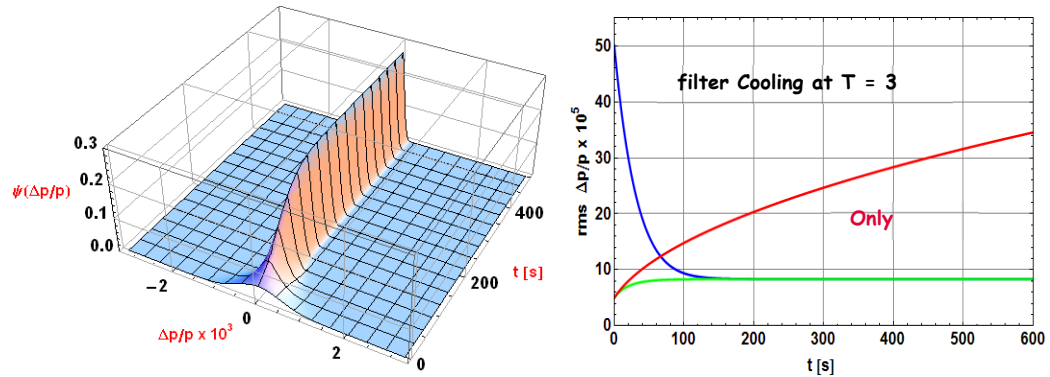 0.3
0.2
ψ(Δp/p)
0.1
0.0
−2
0
2
Δp/p x 10³
0
200
400
t [s]
filter Cooling at T = 3
Only
rms Δp/p x 10⁵
50
40
30
20
10
0
0 100 200 300 400 500 600
t [s]